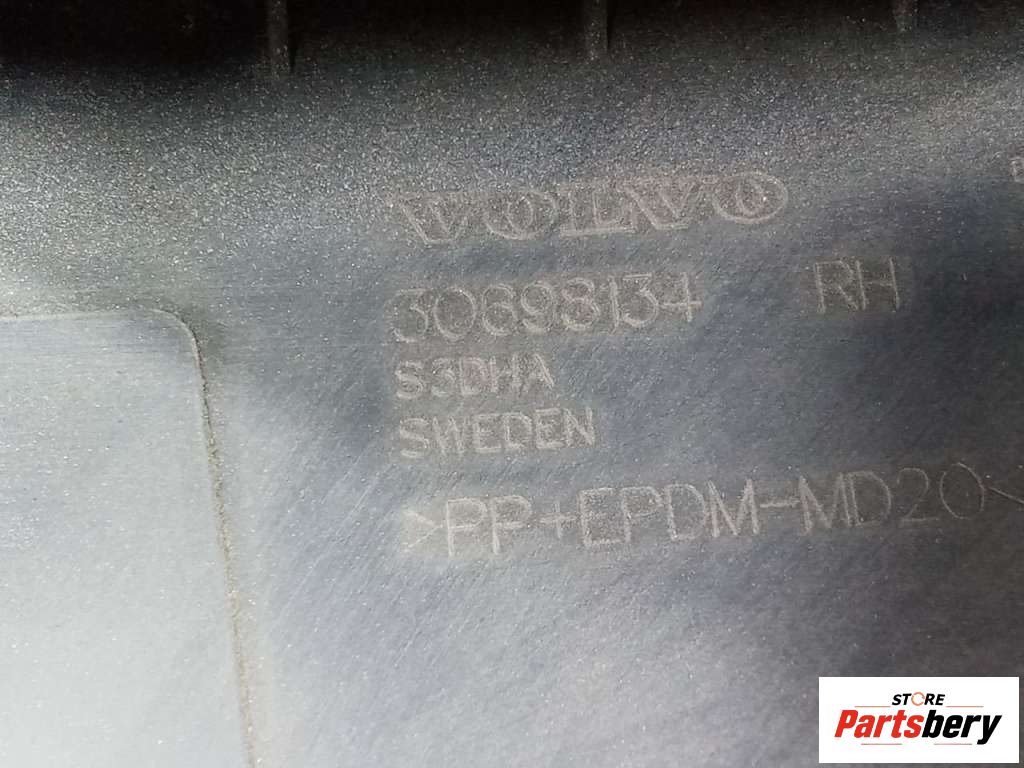 VOLVO
30698134 RH
S3DHA
SWEDEN
>PP+EPDM-MD20<
STORE
Partsbery